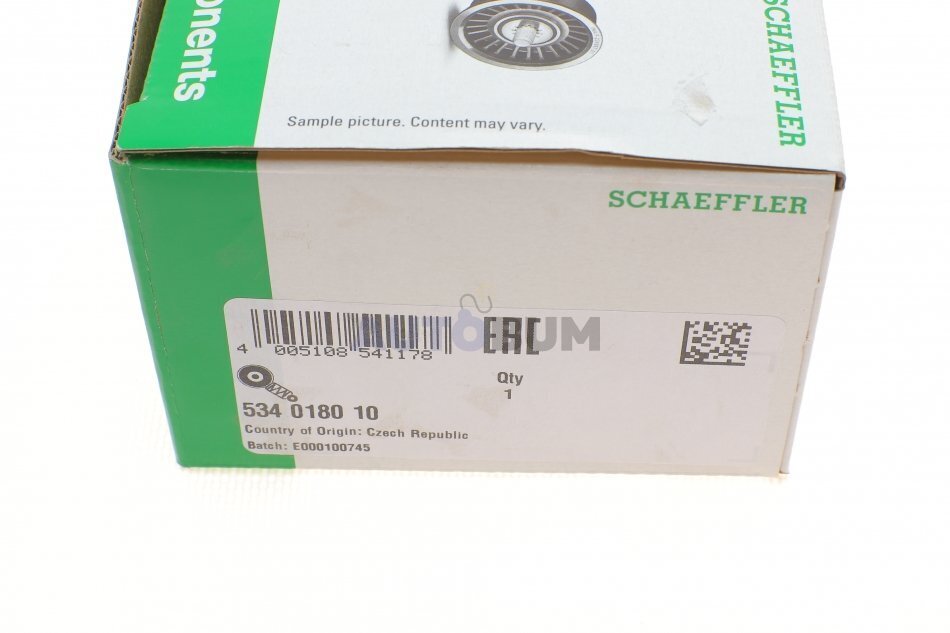 onents
SCHAEFFLER
Sample picture. Content may vary.
SCHAEFFLER
AUTORUM
EAC
4 005108 541178
Qty
1
534 0180 10
Country of Origin: Czech Republic
Batch: E000100745